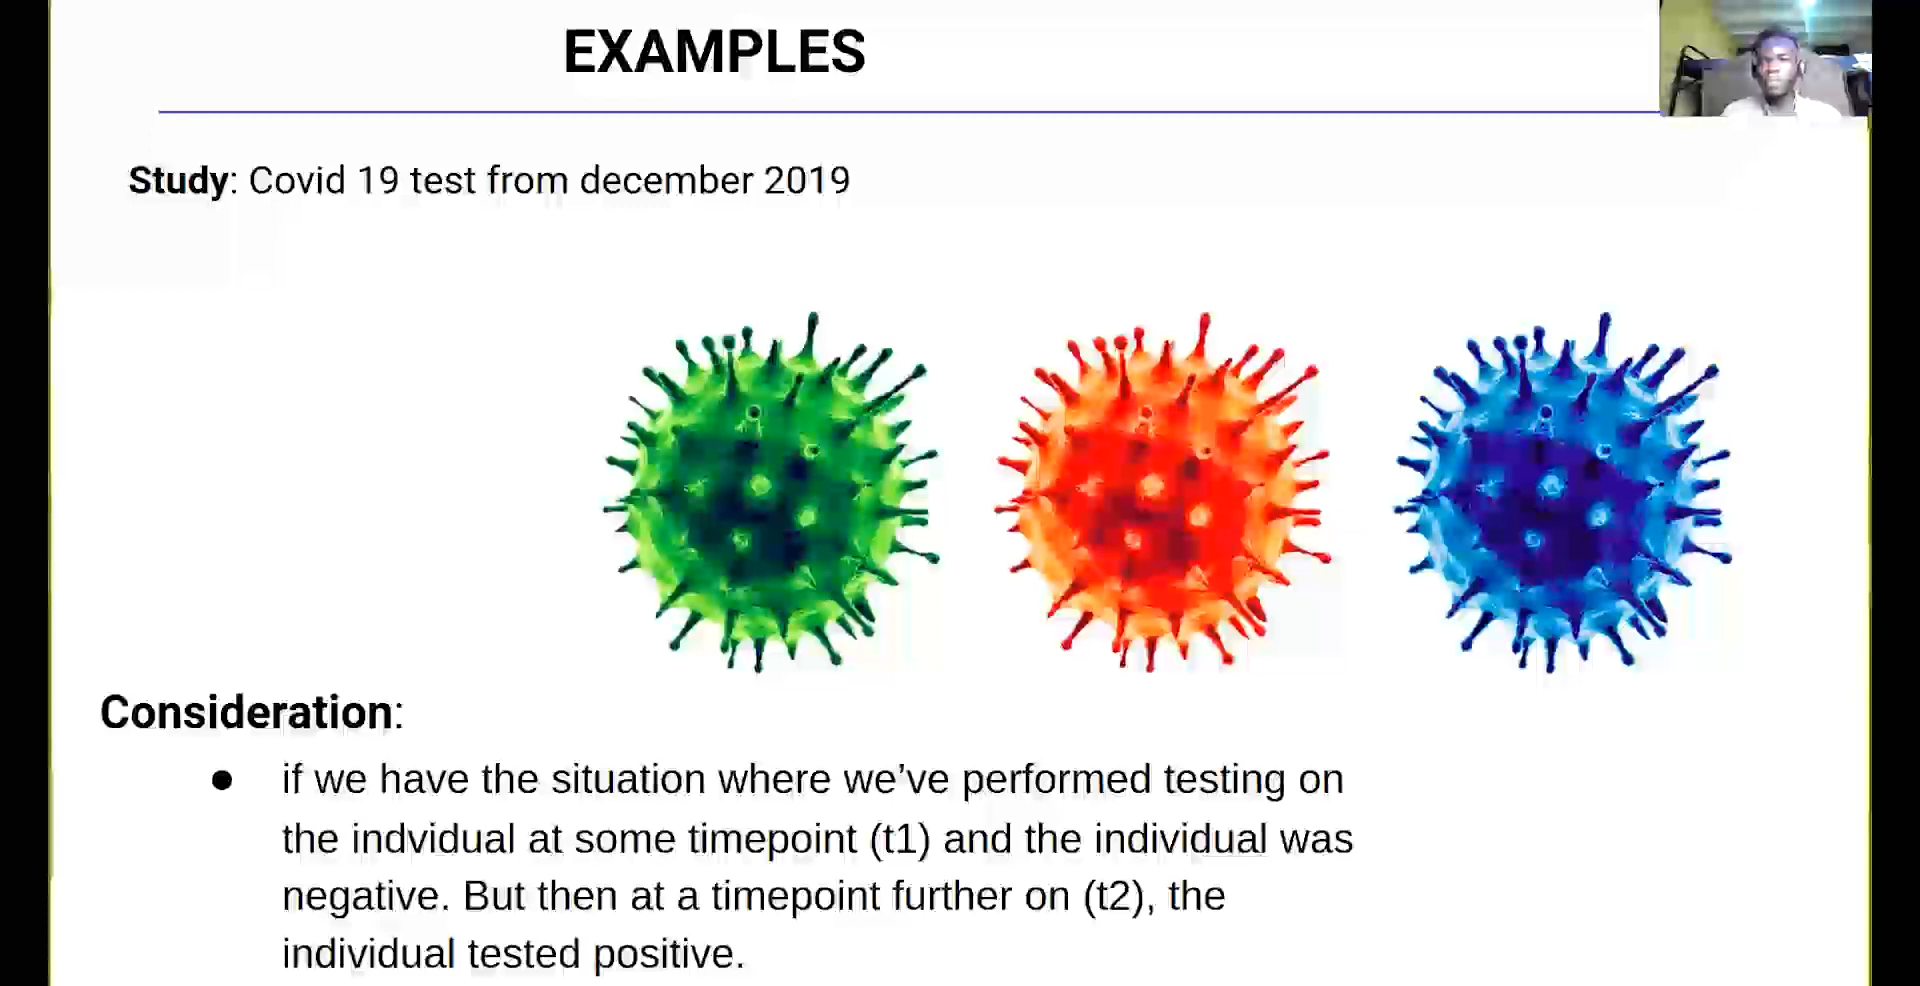 EXAMPLES
Study: Covid 19 test from december 2019
Consideration:
● if we have the situation where we’ve performed testing on
the indvidual at some timepoint (t1) and the individual was
negative. But then at a timepoint further on (t2), the
individual tested positive.